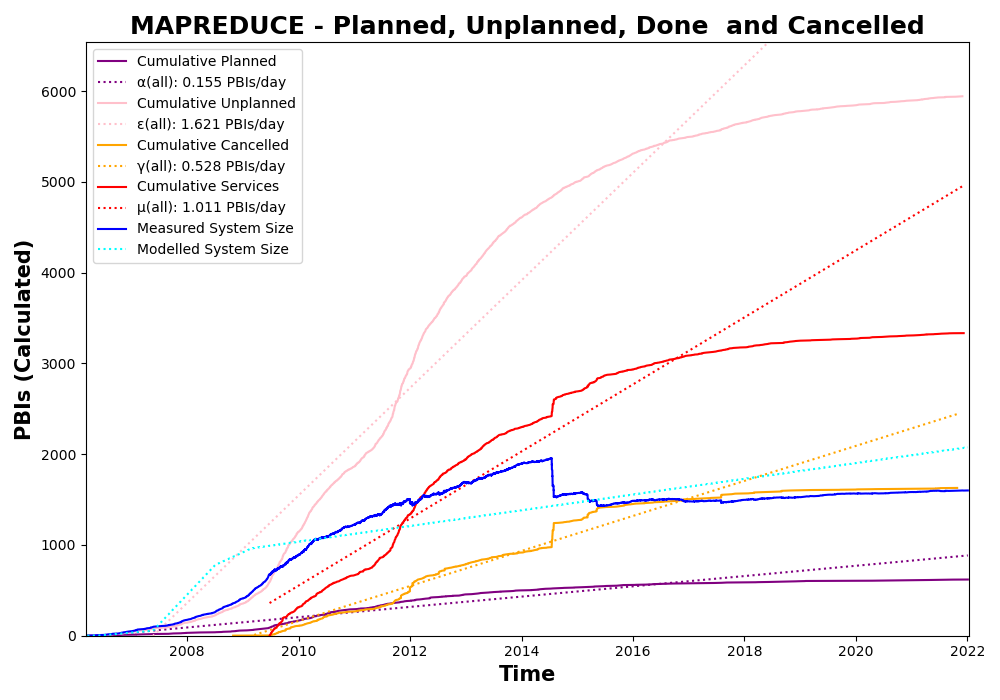 MAPREDUCE - Planned, Unplanned, Done  and Cancelled
Cumulative Planned
α(all): 0.155 PBIs/day
Cumulative Unplanned
ε(all): 1.621 PBIs/day
Cumulative Cancelled
γ(all): 0.528 PBIs/day
Cumulative Services
μ(all): 1.011 PBIs/day
Measured System Size
Modelled System Size
PBIs (Calculated)
6000
5000
4000
3000
2000
1000
0
2008 2010 2012 2014 2016 2018 2020 2022
Time